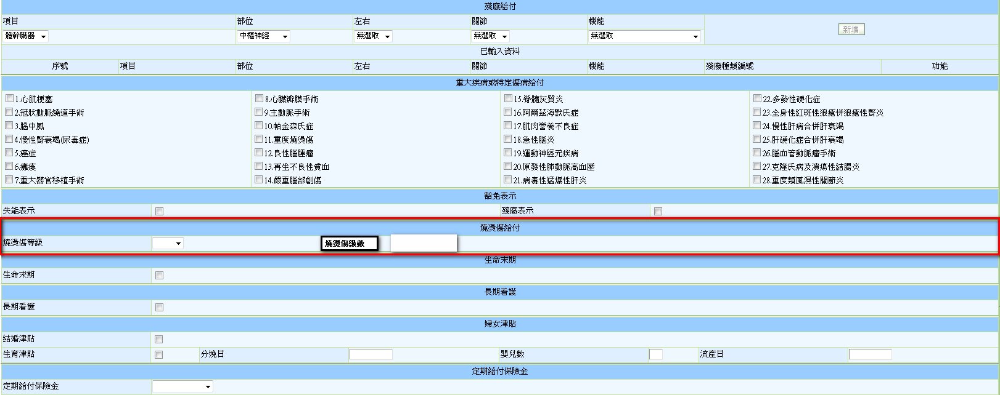 殘廢給付
項目 部位 左右 關節 機能
體幹臟器 中樞神經 無選取 無選取 無選取 新增
已輸入資料
序號 項目 部位 左右 關節 機能 殘廢種類編號 功能
重大疾病或特定傷病給付
1.心肌梗塞 8.心臟瓣膜手術 15.脊髓灰質炎 22.多發性硬化症
2.冠狀動脈繞道手術 9.主動脈手術 16.阿爾茲海默氏症 23.全身性紅斑性狼瘡併狼瘡性腎炎
3.腦中風 10.帕金森氏症 17.肌肉營養不良症 24.慢性肝病合併肝衰竭
4.慢性腎衰竭(尿毒症) 11.重度燒燙傷 18.急性腦炎 25.肝硬化症合併肝衰竭
5.癌症 12.良性腦腫瘤 19.運動神經元疾病 26.腦血管動脈瘤手術
6.癱瘓 13.再生不良性貧血 20.原發性肺動脈高血壓 27.克隆氏病及潰瘍性結腸炎
7.重大器官移植手術 14.嚴重腦部創傷 21.病毒性猛爆性肝炎 28.重度類風濕性關節炎
豁免表示
失能表示 殘廢表示
燒燙傷給付
燒燙傷等級 燒燙傷級數
生命末期
生命末期
長期看護
長期看護
婦女津貼
結婚津貼
生育津貼 分娩日 嬰兒數 流產日
定期給付保險金
定期給付保險金